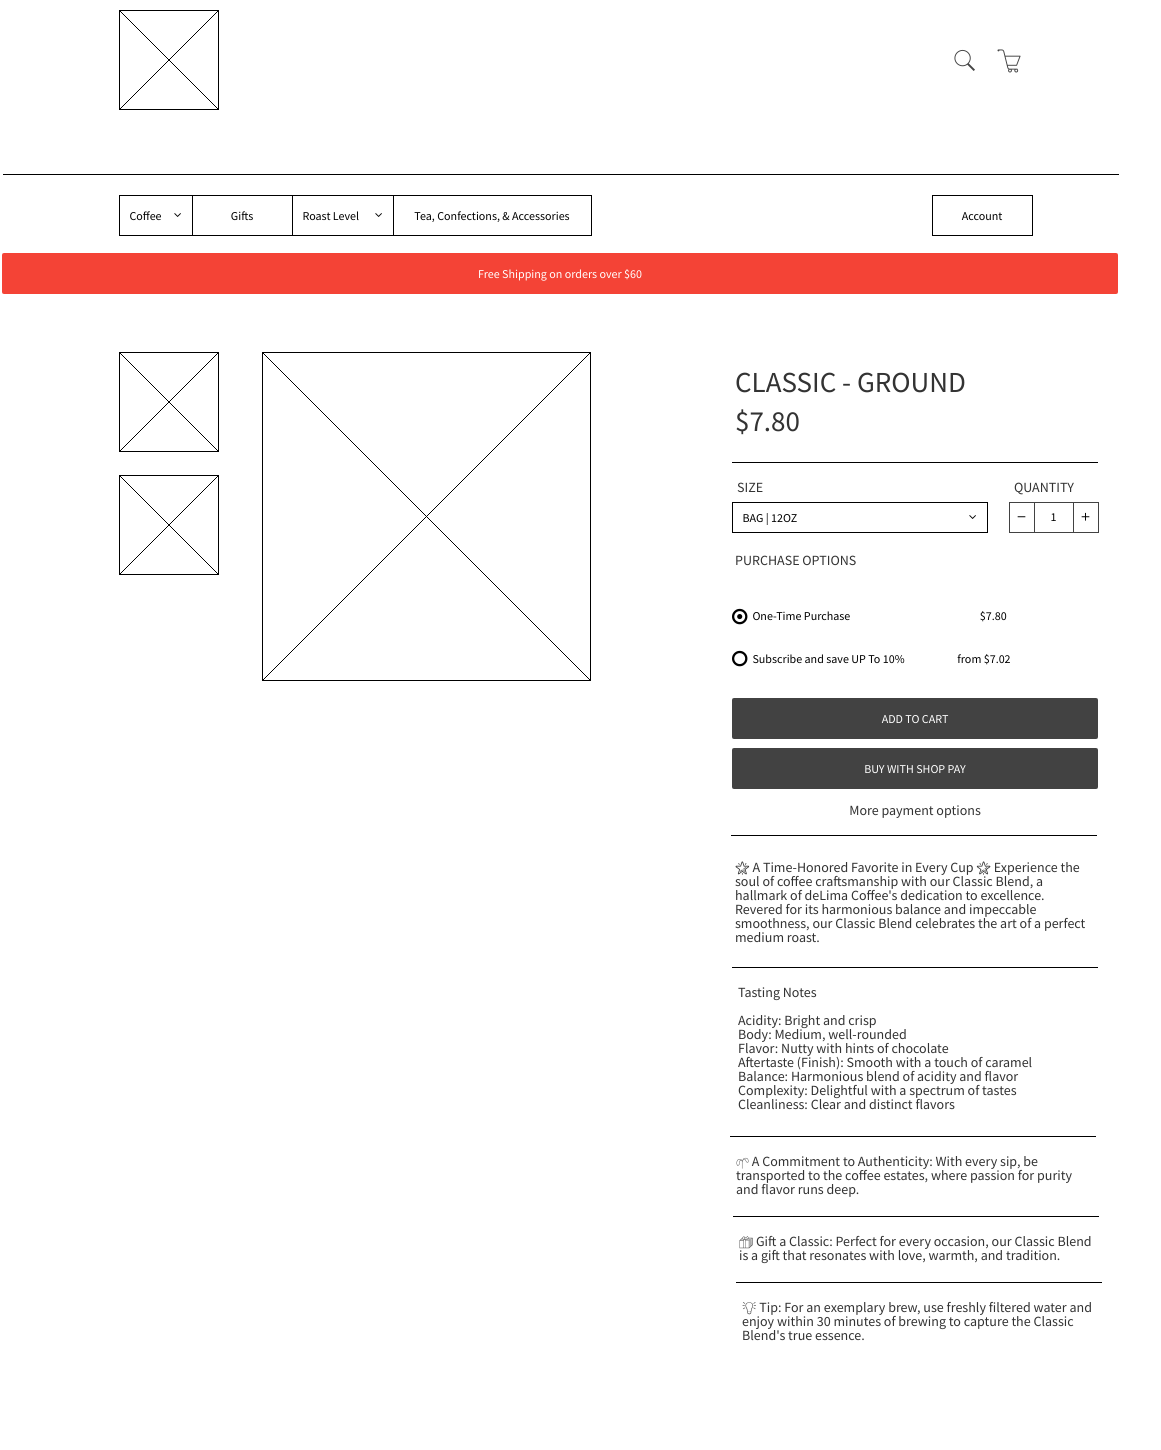 Coffee
Gifts
Roast Level
Tea, Confections, & Accessories
Account
Free Shipping on orders over $60
CLASSIC - GROUND
$7.80
SIZE
QUANTITY
BAG | 12OZ
− 1 +
PURCHASE OPTIONS
One-Time Purchase $7.80
Subscribe and save UP To 10% from $7.02
ADD TO CART
BUY WITH SHOP PAY
More payment options
🌟 A Time-Honored Favorite in Every Cup 🌟 Experience the
soul of coffee craftsmanship with our Classic Blend, a
hallmark of deLima Coffee's dedication to excellence.
Revered for its harmonious balance and impeccable
smoothness, our Classic Blend celebrates the art of a perfect
medium roast.
Tasting Notes
Acidity: Bright and crisp
Body: Medium, well-rounded
Flavor: Nutty with hints of chocolate
Aftertaste (Finish): Smooth with a touch of caramel
Balance: Harmonious blend of acidity and flavor
Complexity: Delightful with a spectrum of tastes
Cleanliness: Clear and distinct flavors
🌱 A Commitment to Authenticity: With every sip, be
transported to the coffee estates, where passion for purity
and flavor runs deep.
🎁 Gift a Classic: Perfect for every occasion, our Classic Blend
is a gift that resonates with love, warmth, and tradition.
💡 Tip: For an exemplary brew, use freshly filtered water and
enjoy within 30 minutes of brewing to capture the Classic
Blend's true essence.